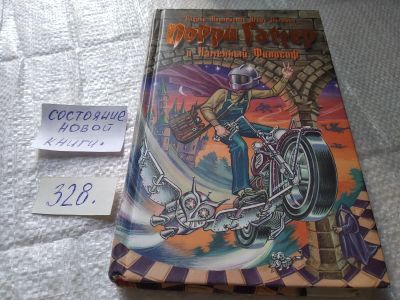 Порри Гаттер
и Каменный Философ
состояние
новой
книги.
328.